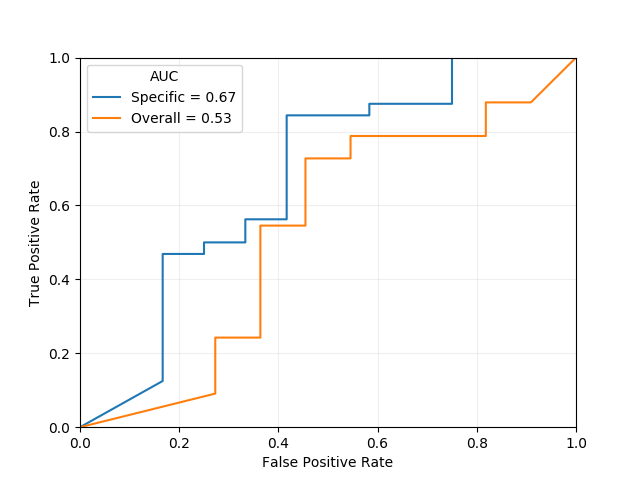 AUC
Specific = 0.67
Overall = 0.53
True Positive Rate
1.0
0.8
0.6
0.4
0.2
0.0
0.0 0.2 0.4 0.6 0.8 1.0
False Positive Rate